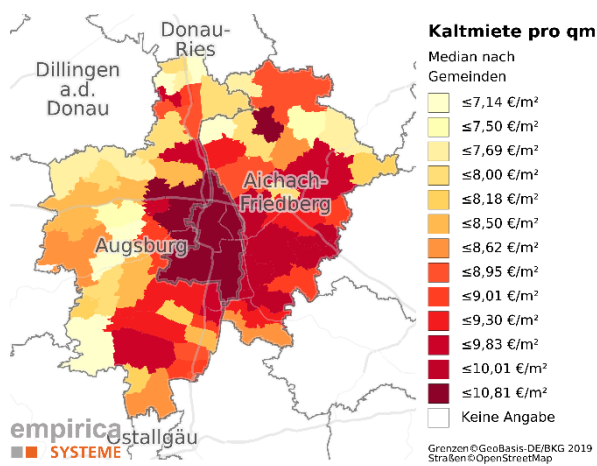 Donau-
Ries
Dillingen
a.d.
Donau
Aichach-
Friedberg
Augsburg
Ostallgäu
empirica
SYSTEME
Kaltmiete pro qm
Median nach
Gemeinden
≤7,14 €/m²
≤7,50 €/m²
≤7,69 €/m²
≤8,00 €/m²
≤8,18 €/m²
≤8,50 €/m²
≤8,62 €/m²
≤8,95 €/m²
≤9,01 €/m²
≤9,30 €/m²
≤9,83 €/m²
≤10,01 €/m²
≤10,81 €/m²
Keine Angabe
Grenzen©GeoBasis-DE/BKG 2019
Straßen©OpenStreetMap